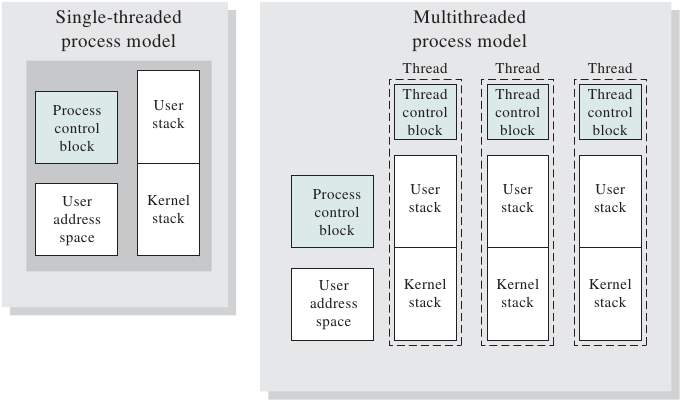 Single-threaded
process model
Process
control
block
User
stack
User
address
space
Kernel
stack
Multithreaded
process model
Thread
Thread
Thread
Thread
control
block
Thread
control
block
Thread
control
block
Process
control
block
User
stack
User
stack
User
stack
User
address
space
Kernel
stack
Kernel
stack
Kernel
stack